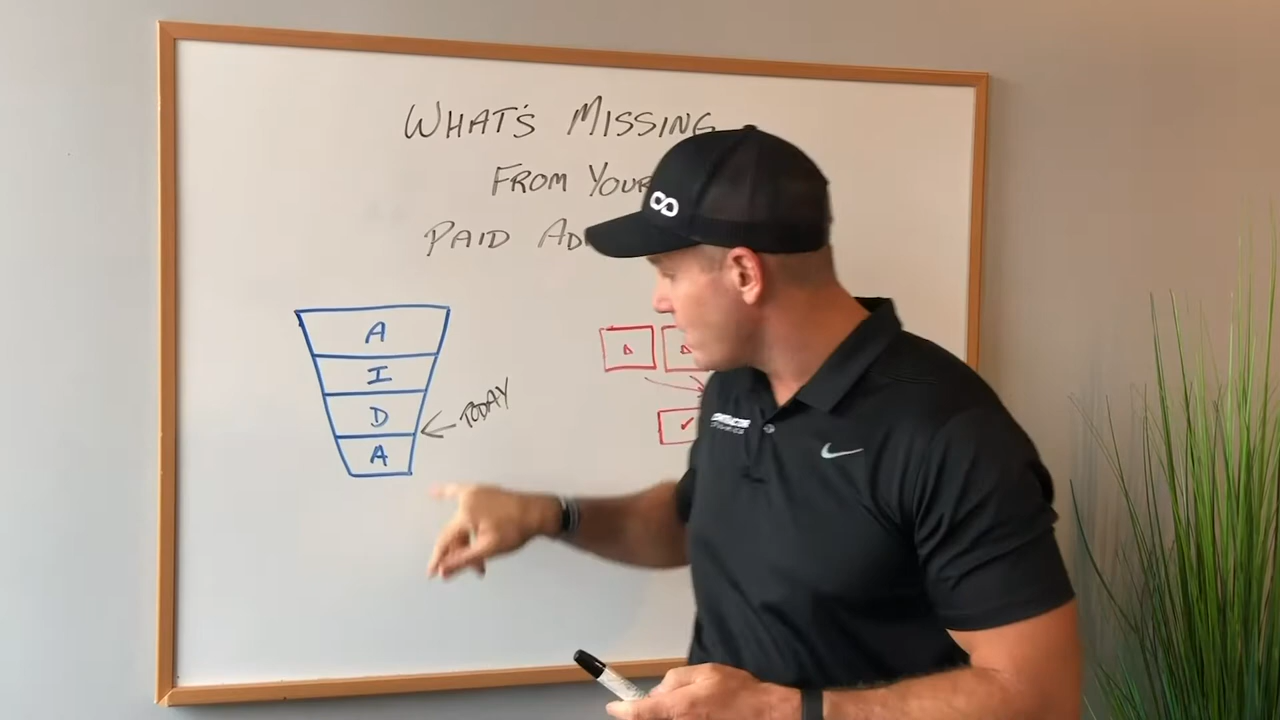 WHAT'S MISSING
FROM YOUR
PAID AD
A
I
D
A
TODAY